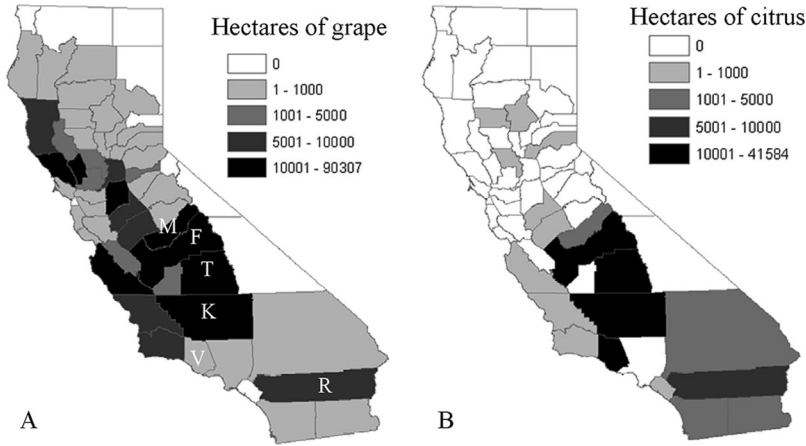 Hectares of grape
0
1 - 1000
1001 - 5000
5001 - 10000
10001 - 90307
M
F
T
K
V
R
A
Hectares of citrus
0
1 - 1000
1001 - 5000
5001 - 10000
10001 - 41584
B